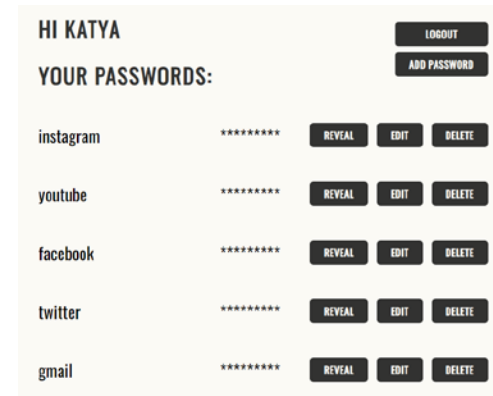 HI KATYA
LOGOUT
ADD PASSWORD
YOUR PASSWORDS:
instagram ********* REVEAL EDIT DELETE
youtube ********* REVEAL EDIT DELETE
facebook ********* REVEAL EDIT DELETE
twitter ********* REVEAL EDIT DELETE
gmail ********* REVEAL EDIT DELETE